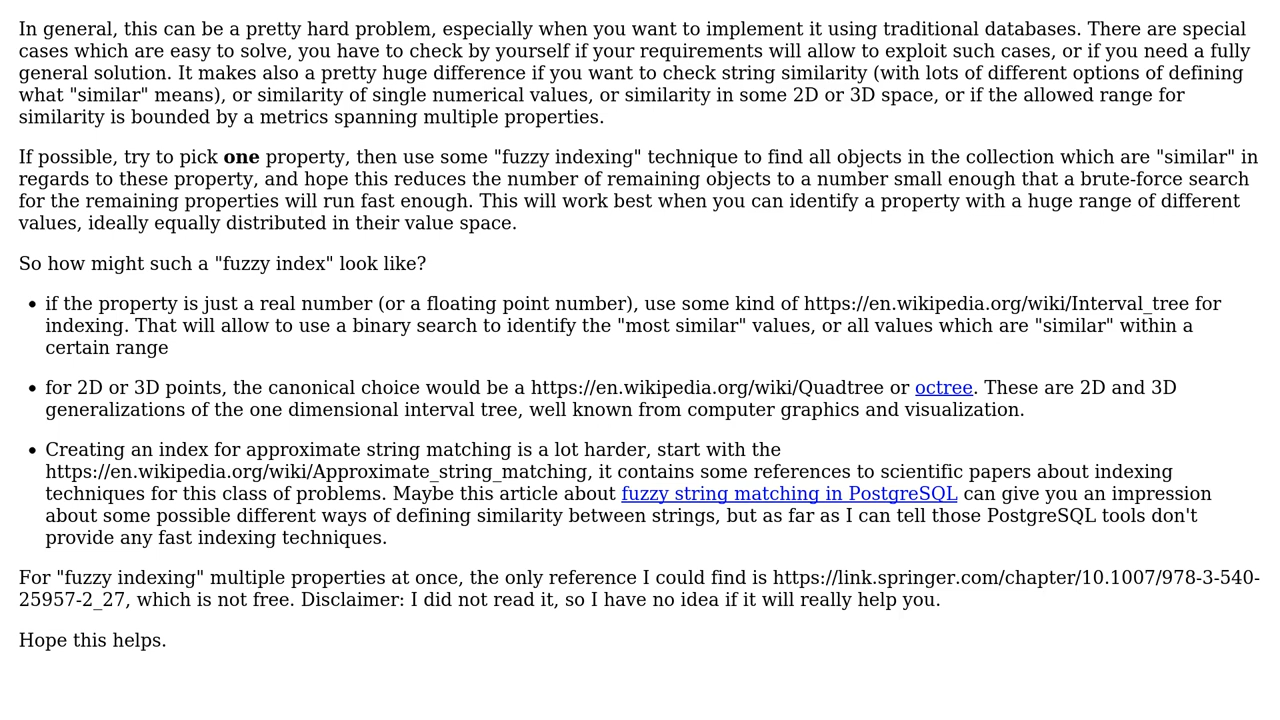 In general, this can be a pretty hard problem, especially when you want to implement it using traditional databases. There are special
cases which are easy to solve, you have to check by yourself if your requirements will allow to exploit such cases, or if you need a fully
general solution. It makes also a pretty huge difference if you want to check string similarity (with lots of different options of defining
what "similar" means), or similarity of single numerical values, or similarity in some 2D or 3D space, or if the allowed range for
similarity is bounded by a metrics spanning multiple properties.
If possible, try to pick one property, then use some "fuzzy indexing" technique to find all objects in the collection which are "similar" in
regards to these property, and hope this reduces the number of remaining objects to a number small enough that a brute-force search
for the remaining properties will run fast enough. This will work best when you can identify a property with a huge range of different
values, ideally equally distributed in their value space.
So how might such a "fuzzy index" look like?
• if the property is just a real number (or a floating point number), use some kind of https://en.wikipedia.org/wiki/Interval_tree for
indexing. That will allow to use a binary search to identify the "most similar" values, or all values which are "similar" within a
certain range
• for 2D or 3D points, the canonical choice would be a https://en.wikipedia.org/wiki/Quadtree or octree. These are 2D and 3D
generalizations of the one dimensional interval tree, well known from computer graphics and visualization.
• Creating an index for approximate string matching is a lot harder, start with the
https://en.wikipedia.org/wiki/Approximate_string_matching, it contains some references to scientific papers about indexing
techniques for this class of problems. Maybe this article about fuzzy string matching in PostgreSQL can give you an impression
about some possible different ways of defining similarity between strings, but as far as I can tell those PostgreSQL tools don't
provide any fast indexing techniques.
For "fuzzy indexing" multiple properties at once, the only reference I could find is https://link.springer.com/chapter/10.1007/978-3-540-
25957-2_27, which is not free. Disclaimer: I did not read it, so I have no idea if it will really help you.
Hope this helps.